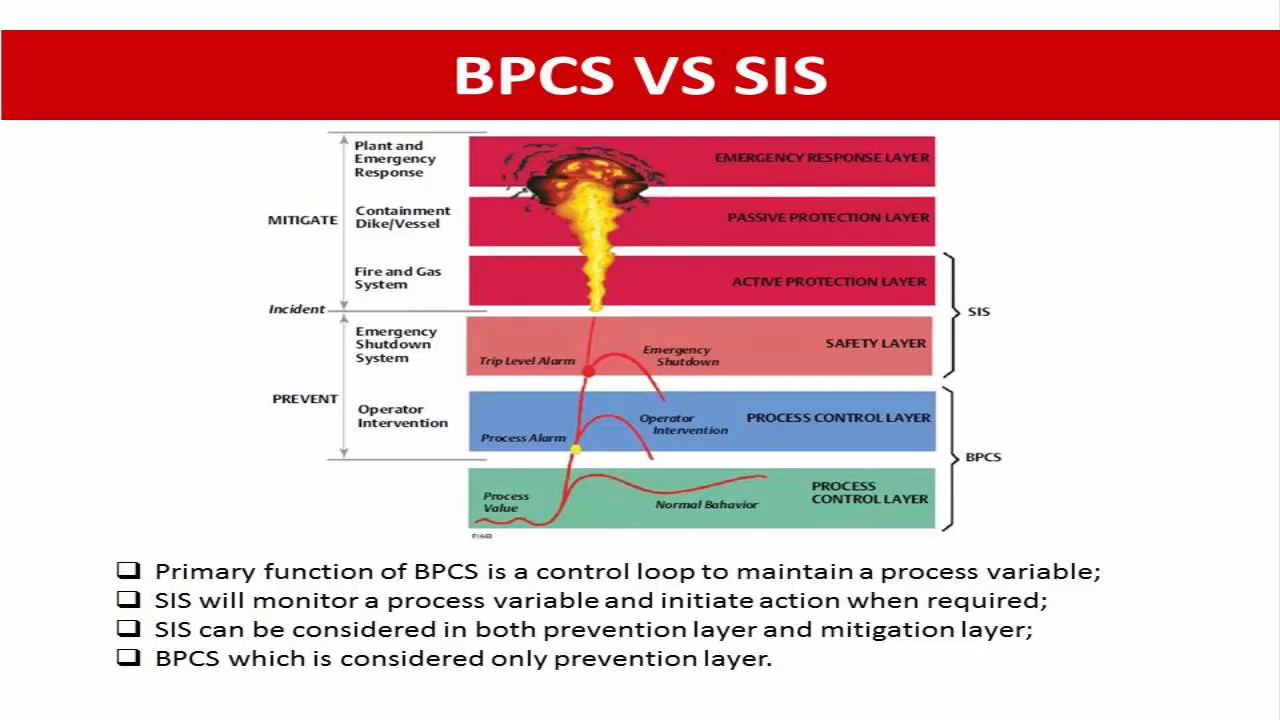 BPCS VS SIS
Plant and
Emergency
Response
EMERGENCY RESPONSE LAYER
MITIGATE
Containment
Dike/Vessel
PASSIVE PROTECTION LAYER
Fire and Gas
System
ACTIVE PROTECTION LAYER
Incident
SIS
Emergency
Shutdown
System
Trip Level Alarm
Emergency
Shutdown
SAFETY LAYER
PREVENT
Operator
Intervention
Process Alarm
Operator
Intervention
PROCESS CONTROL LAYER
BPCS
Process
Value
Normal Bahavior
PROCESS
CONTROL LAYER
❑ Primary function of BPCS is a control loop to maintain a process variable;
❑ SIS will monitor a process variable and initiate action when required;
❑ SIS can be considered in both prevention layer and mitigation layer;
❑ BPCS which is considered only prevention layer.